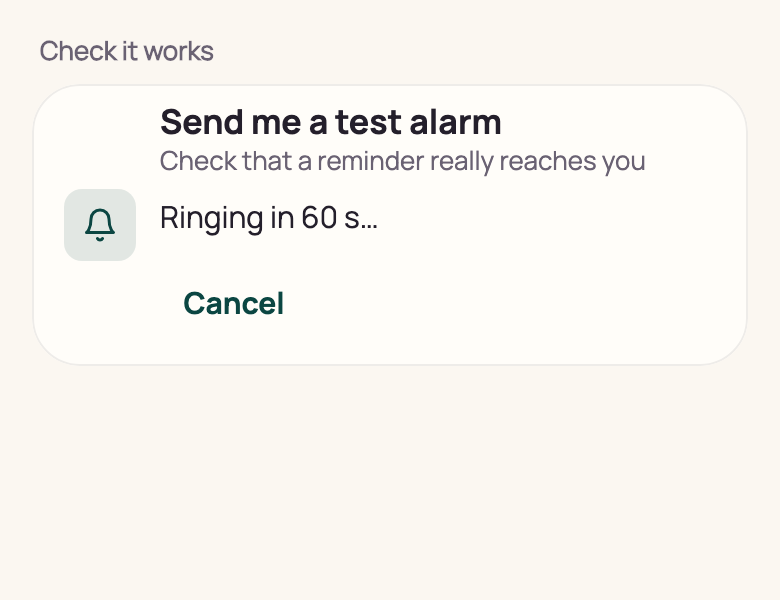 Check it works
Send me a test alarm
Check that a reminder really reaches you
Ringing in 60 s…
Cancel